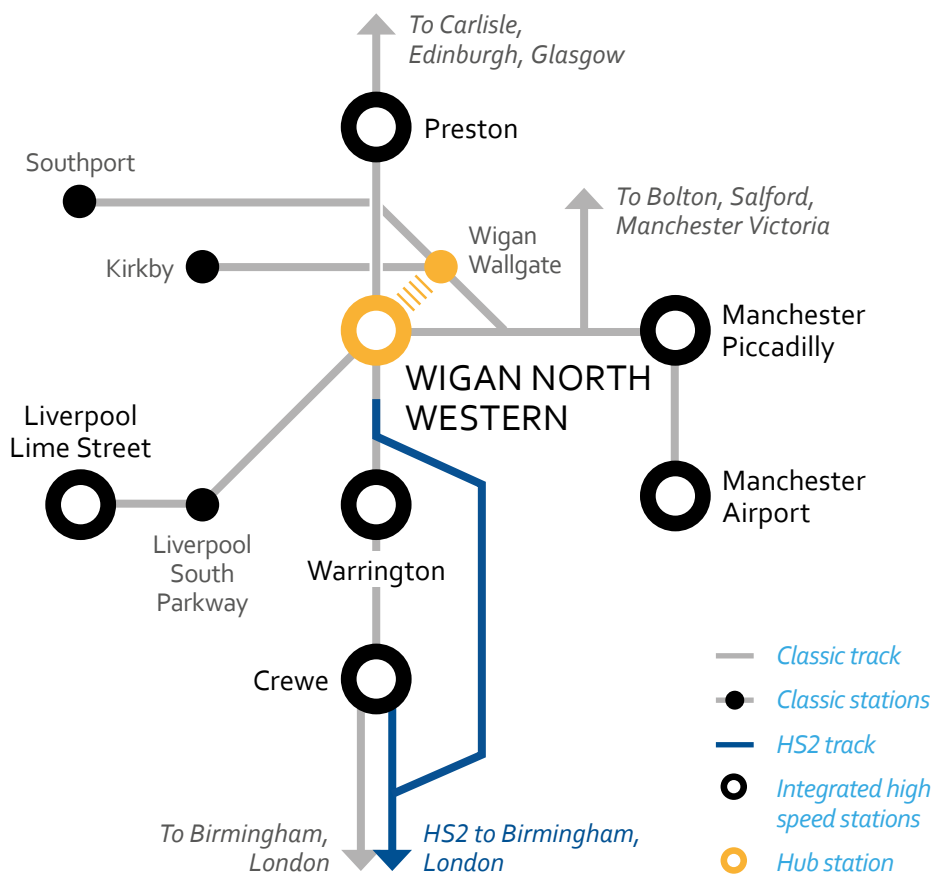 To Carlisle,
Edinburgh, Glasgow
Preston
Southport
To Bolton, Salford,
Manchester Victoria
Wigan
Wallgate
Kirkby
Manchester
Piccadilly
WIGAN NORTH
WESTERN
Liverpool
Lime Street
Manchester
Airport
Liverpool
South
Parkway
Warrington
Crewe
Classic track
Classic stations
HS2 track
Integrated high
speed stations
Hub station
To Birmingham,
London
HS2 to Birmingham,
London